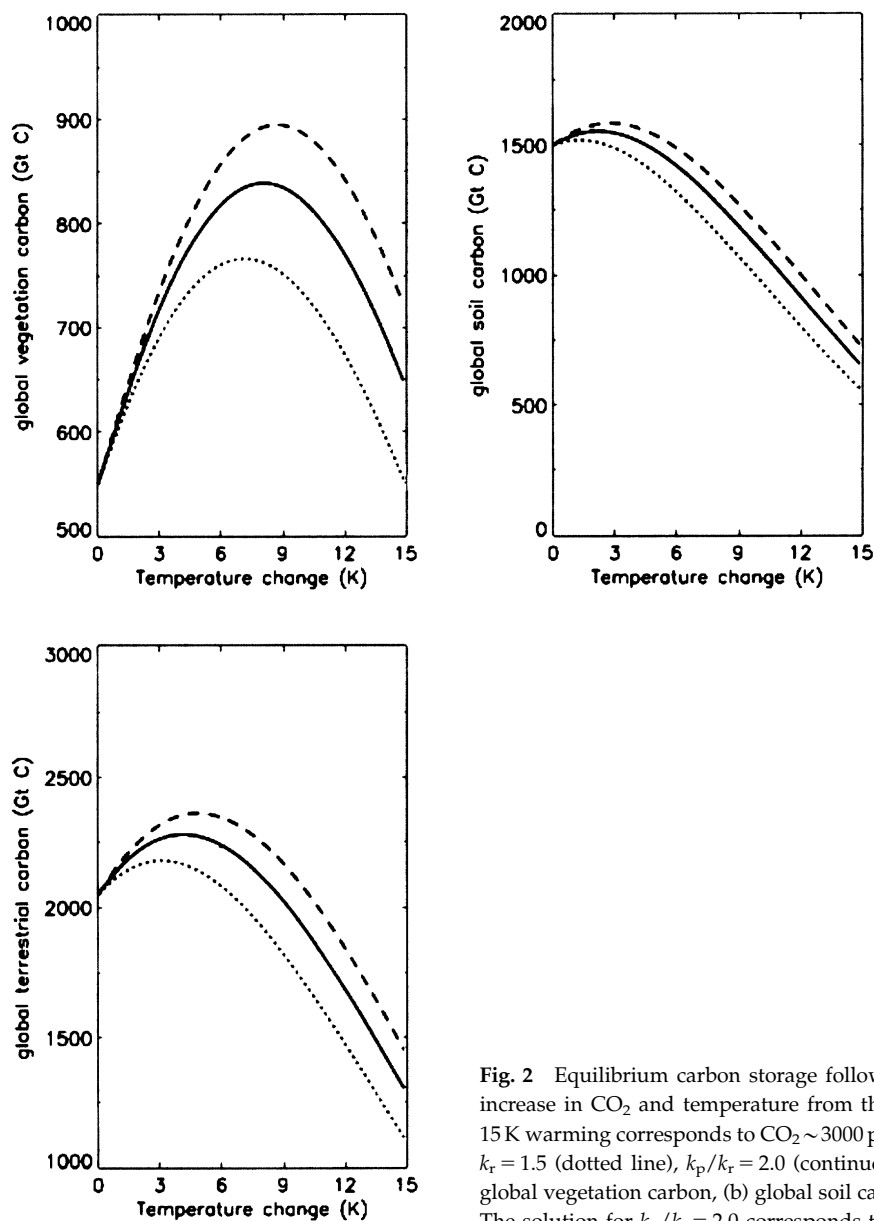 1000
900
800
700
600
500
global vegetation carbon (Gt C)
0 3 6 9 12 15
Temperature change (K)
2000
1500
1000
500
0
global soil carbon (Gt C)
0 3 6 9 12 15
Temperature change (K)
3000
2500
2000
1500
1000
global terrestrial carbon (Gt C)
0 3 6 9 12 15
Temperature change (K)
Fig. 2 Equilibrium carbon storage follow
increase in CO₂ and temperature from th
15 K warming corresponds to CO₂∼3000 p
kᵣ = 1.5 (dotted line), kₚ/kᵣ = 2.0 (continue
global vegetation carbon, (b) global soil ca